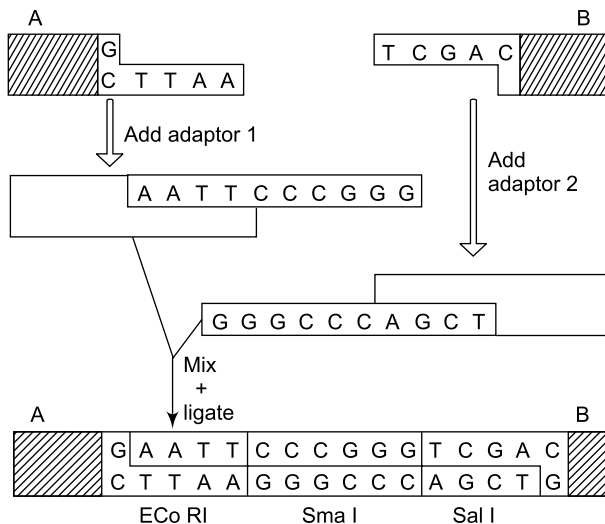 A
B
G
T C G A C
C T T A A
Add adaptor 1
Add
adaptor 2
A A T T C C C G G G
G G G C C C A G C T
Mix
+
ligate
A
B
G A A T T C C C G G G T C G A C
C T T A A G G G C C C A G C T G
ECo RI
Sma I
Sal I